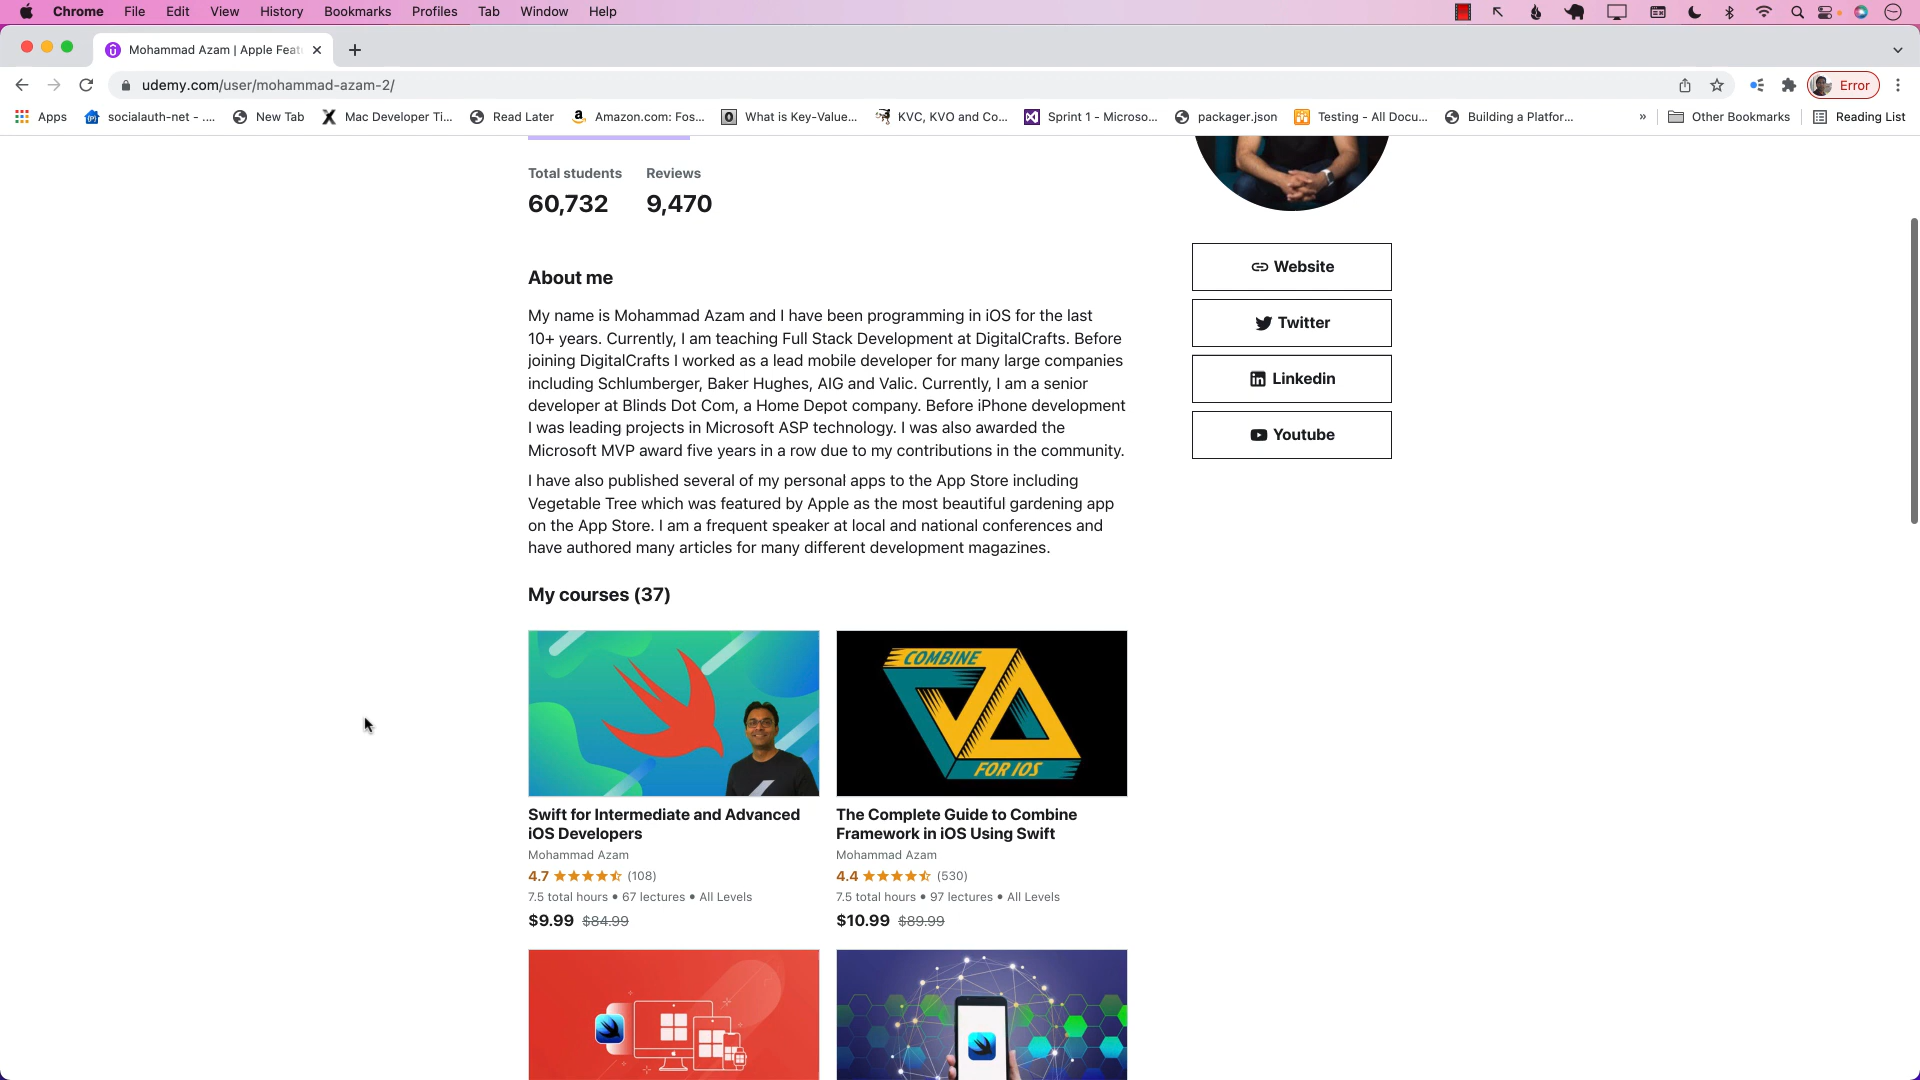 Chrome File Edit View History Bookmarks Profiles Tab Window Help
Mohammad Azam | Apple Feat
udemy.com/user/mohammad-azam-2/
Error
Apps socialauth-net - .... New Tab Mac Developer Ti... Read Later Amazon.com: Fos... What is Key-Value... KVC, KVO and Co... Sprint 1 - Microso... packager.json Testing - All Docu... Building a Platfor... » Other Bookmarks Reading List
Total students Reviews
60,732 9,470
About me
My name is Mohammad Azam and I have been programming in iOS for the last
10+ years. Currently, I am teaching Full Stack Development at DigitalCrafts. Before
joining DigitalCrafts I worked as a lead mobile developer for many large companies
including Schlumberger, Baker Hughes, AIG and Valic. Currently, I am a senior
developer at Blinds Dot Com, a Home Depot company. Before iPhone development
I was leading projects in Microsoft ASP technology. I was also awarded the
Microsoft MVP award five years in a row due to my contributions in the community.
I have also published several of my personal apps to the App Store including
Vegetable Tree which was featured by Apple as the most beautiful gardening app
on the App Store. I am a frequent speaker at local and national conferences and
have authored many articles for many different development magazines.
Website
Twitter
Linkedin
Youtube
My courses (37)
COMBINE
FOR IOS
Swift for Intermediate and Advanced
iOS Developers
Mohammad Azam
4.7 (108)
7.5 total hours • 67 lectures • All Levels
$9.99 $84.99
The Complete Guide to Combine
Framework in iOS Using Swift
Mohammad Azam
4.4 (530)
7.5 total hours • 97 lectures • All Levels
$10.99 $89.99